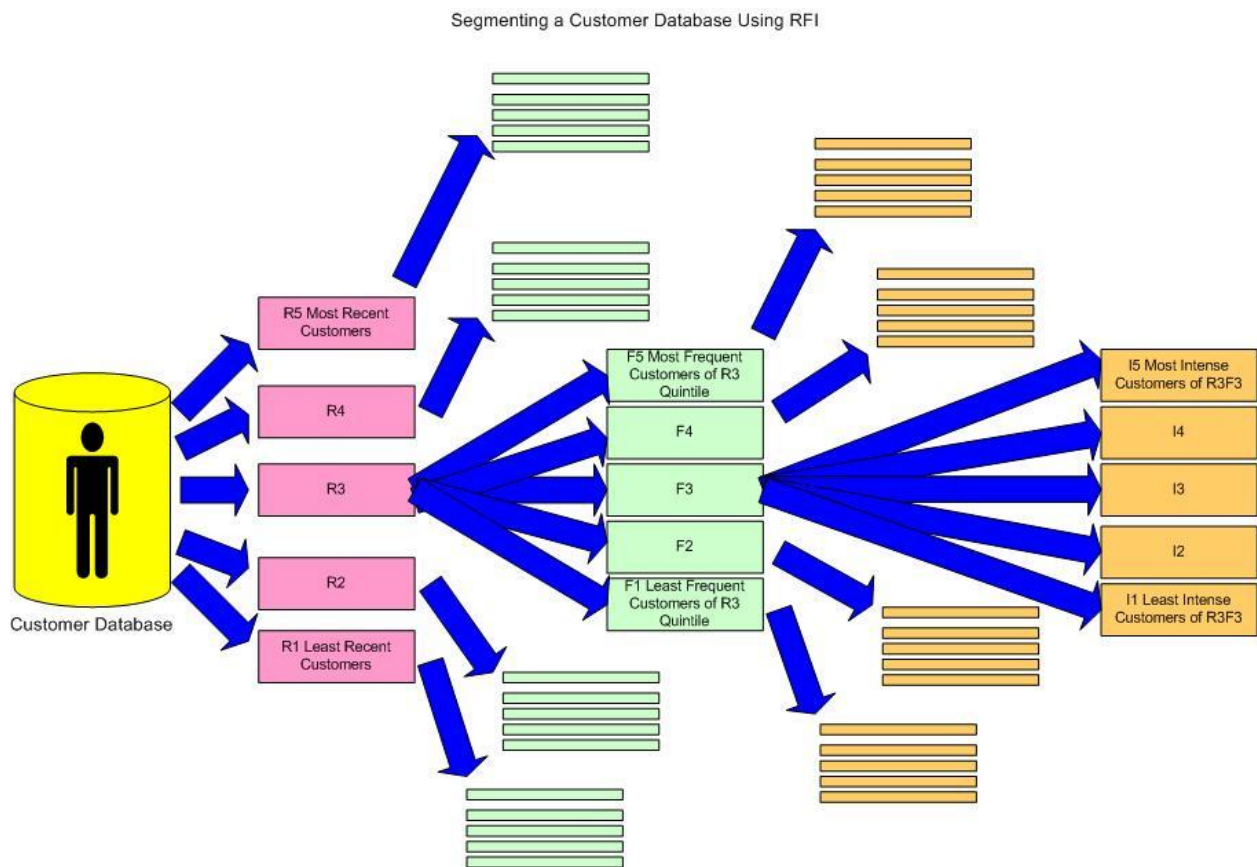 Segmenting a Customer Database Using RFI
Customer Database
R5 Most Recent
Customers
R4
R3
R2
R1 Least Recent
Customers
F5 Most Frequent
Customers of R3
Quintile
F4
F3
F2
F1 Least Frequent
Customers of R3
Quintile
I5 Most Intense
Customers of R3F3
I4
I3
I2
I1 Least Intense
Customers of R3F3